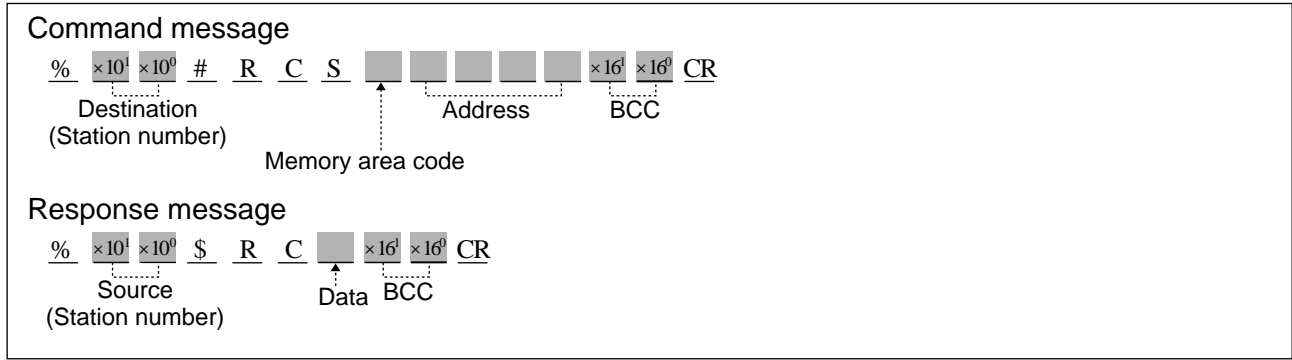 Command message
% ×10¹ ×10⁰ # R C S ×16¹ ×16⁰ CR
Destination Address BCC
(Station number)
Memory area code
Response message
% ×10¹ ×10⁰ $ R C ×16¹ ×16⁰ CR
Source Data BCC
(Station number)